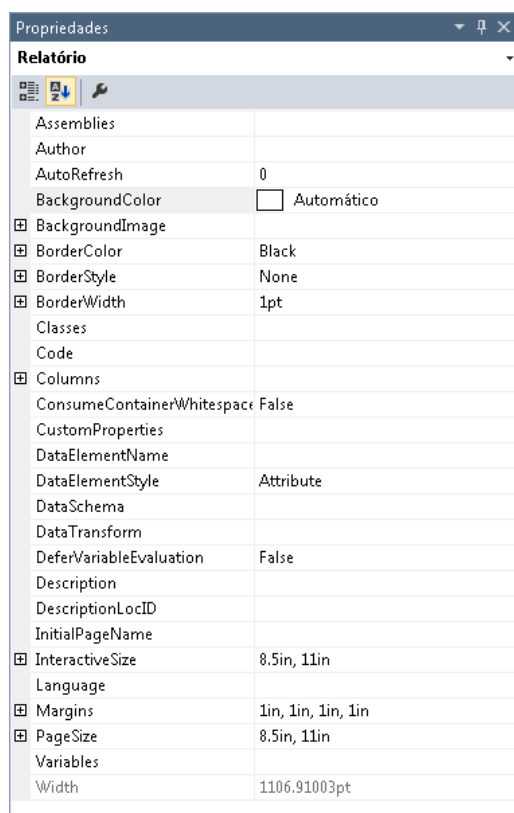 Propriedades
Relatório
Assemblies
Author
AutoRefresh 0
BackgroundColor Automático
BackgroundImage
BorderColor Black
BorderStyle None
BorderWidth 1pt
Classes
Code
Columns
ConsumeContainerWhitespace False
CustomProperties
DataElementName
DataElementStyle Attribute
DataSchema
DataTransform
DeferVariableEvaluation False
Description
DescriptionLocID
InitialPageName
InteractiveSize 8.5in, 11in
Language
Margins 1in, 1in, 1in, 1in
PageSize 8.5in, 11in
Variables
Width 1106.91003pt